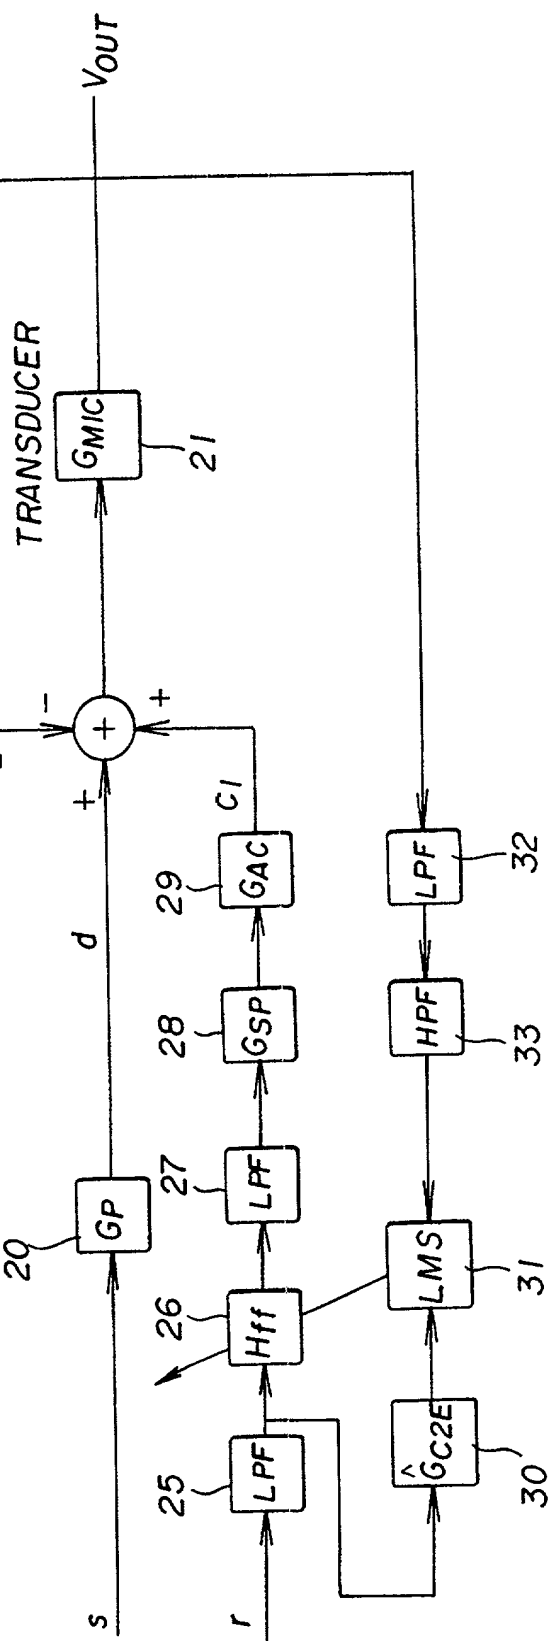 s
20
GP
d
+
-
+
+
TRANSDUCER
GMIC
21
VOUT
r
25
LPF
26
Hff
27
LPF
28
GSP
29
GAC
C1
ĜC2E
30
LMS
31
HPF
33
LPF
32